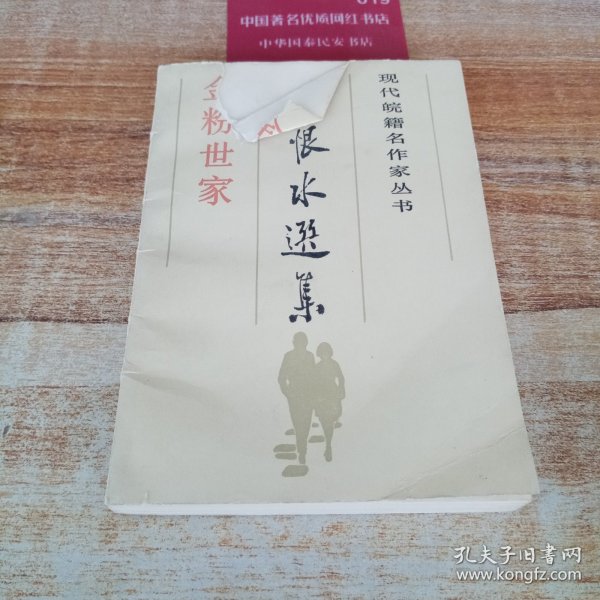 019
中国著名优质网红书店
中华国泰民安书店
现代皖籍名作家丛书
恨水选集
金粉世家
孔夫子旧书网
www.kongfz.com